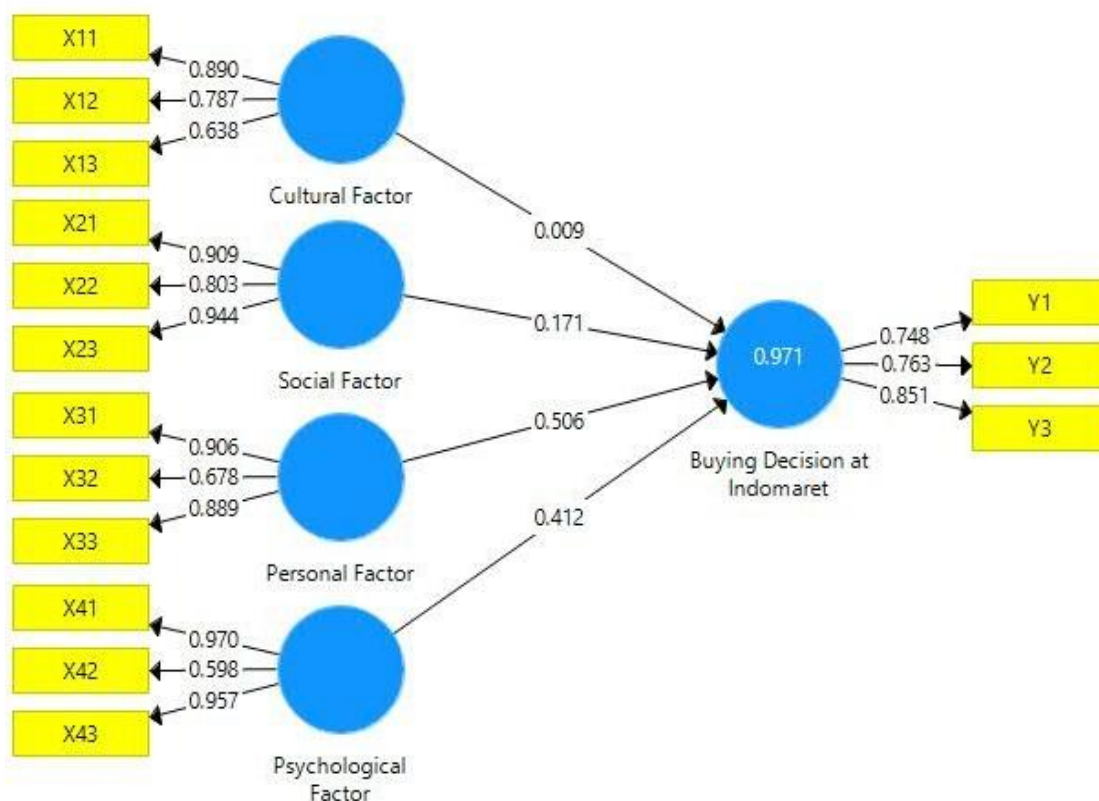 X11
0.890
X12
0.787
X13
0.638
Cultural Factor
X21
0.909
X22
0.803
X23
0.944
Social Factor
X31
0.906
X32
0.678
X33
0.889
Personal Factor
X41
0.970
X42
0.598
X43
0.957
Psychological
Factor
0.009
0.171
0.506
0.412
0.971
Buying Decision at
Indomaret
0.748
Y1
0.763
Y2
0.851
Y3